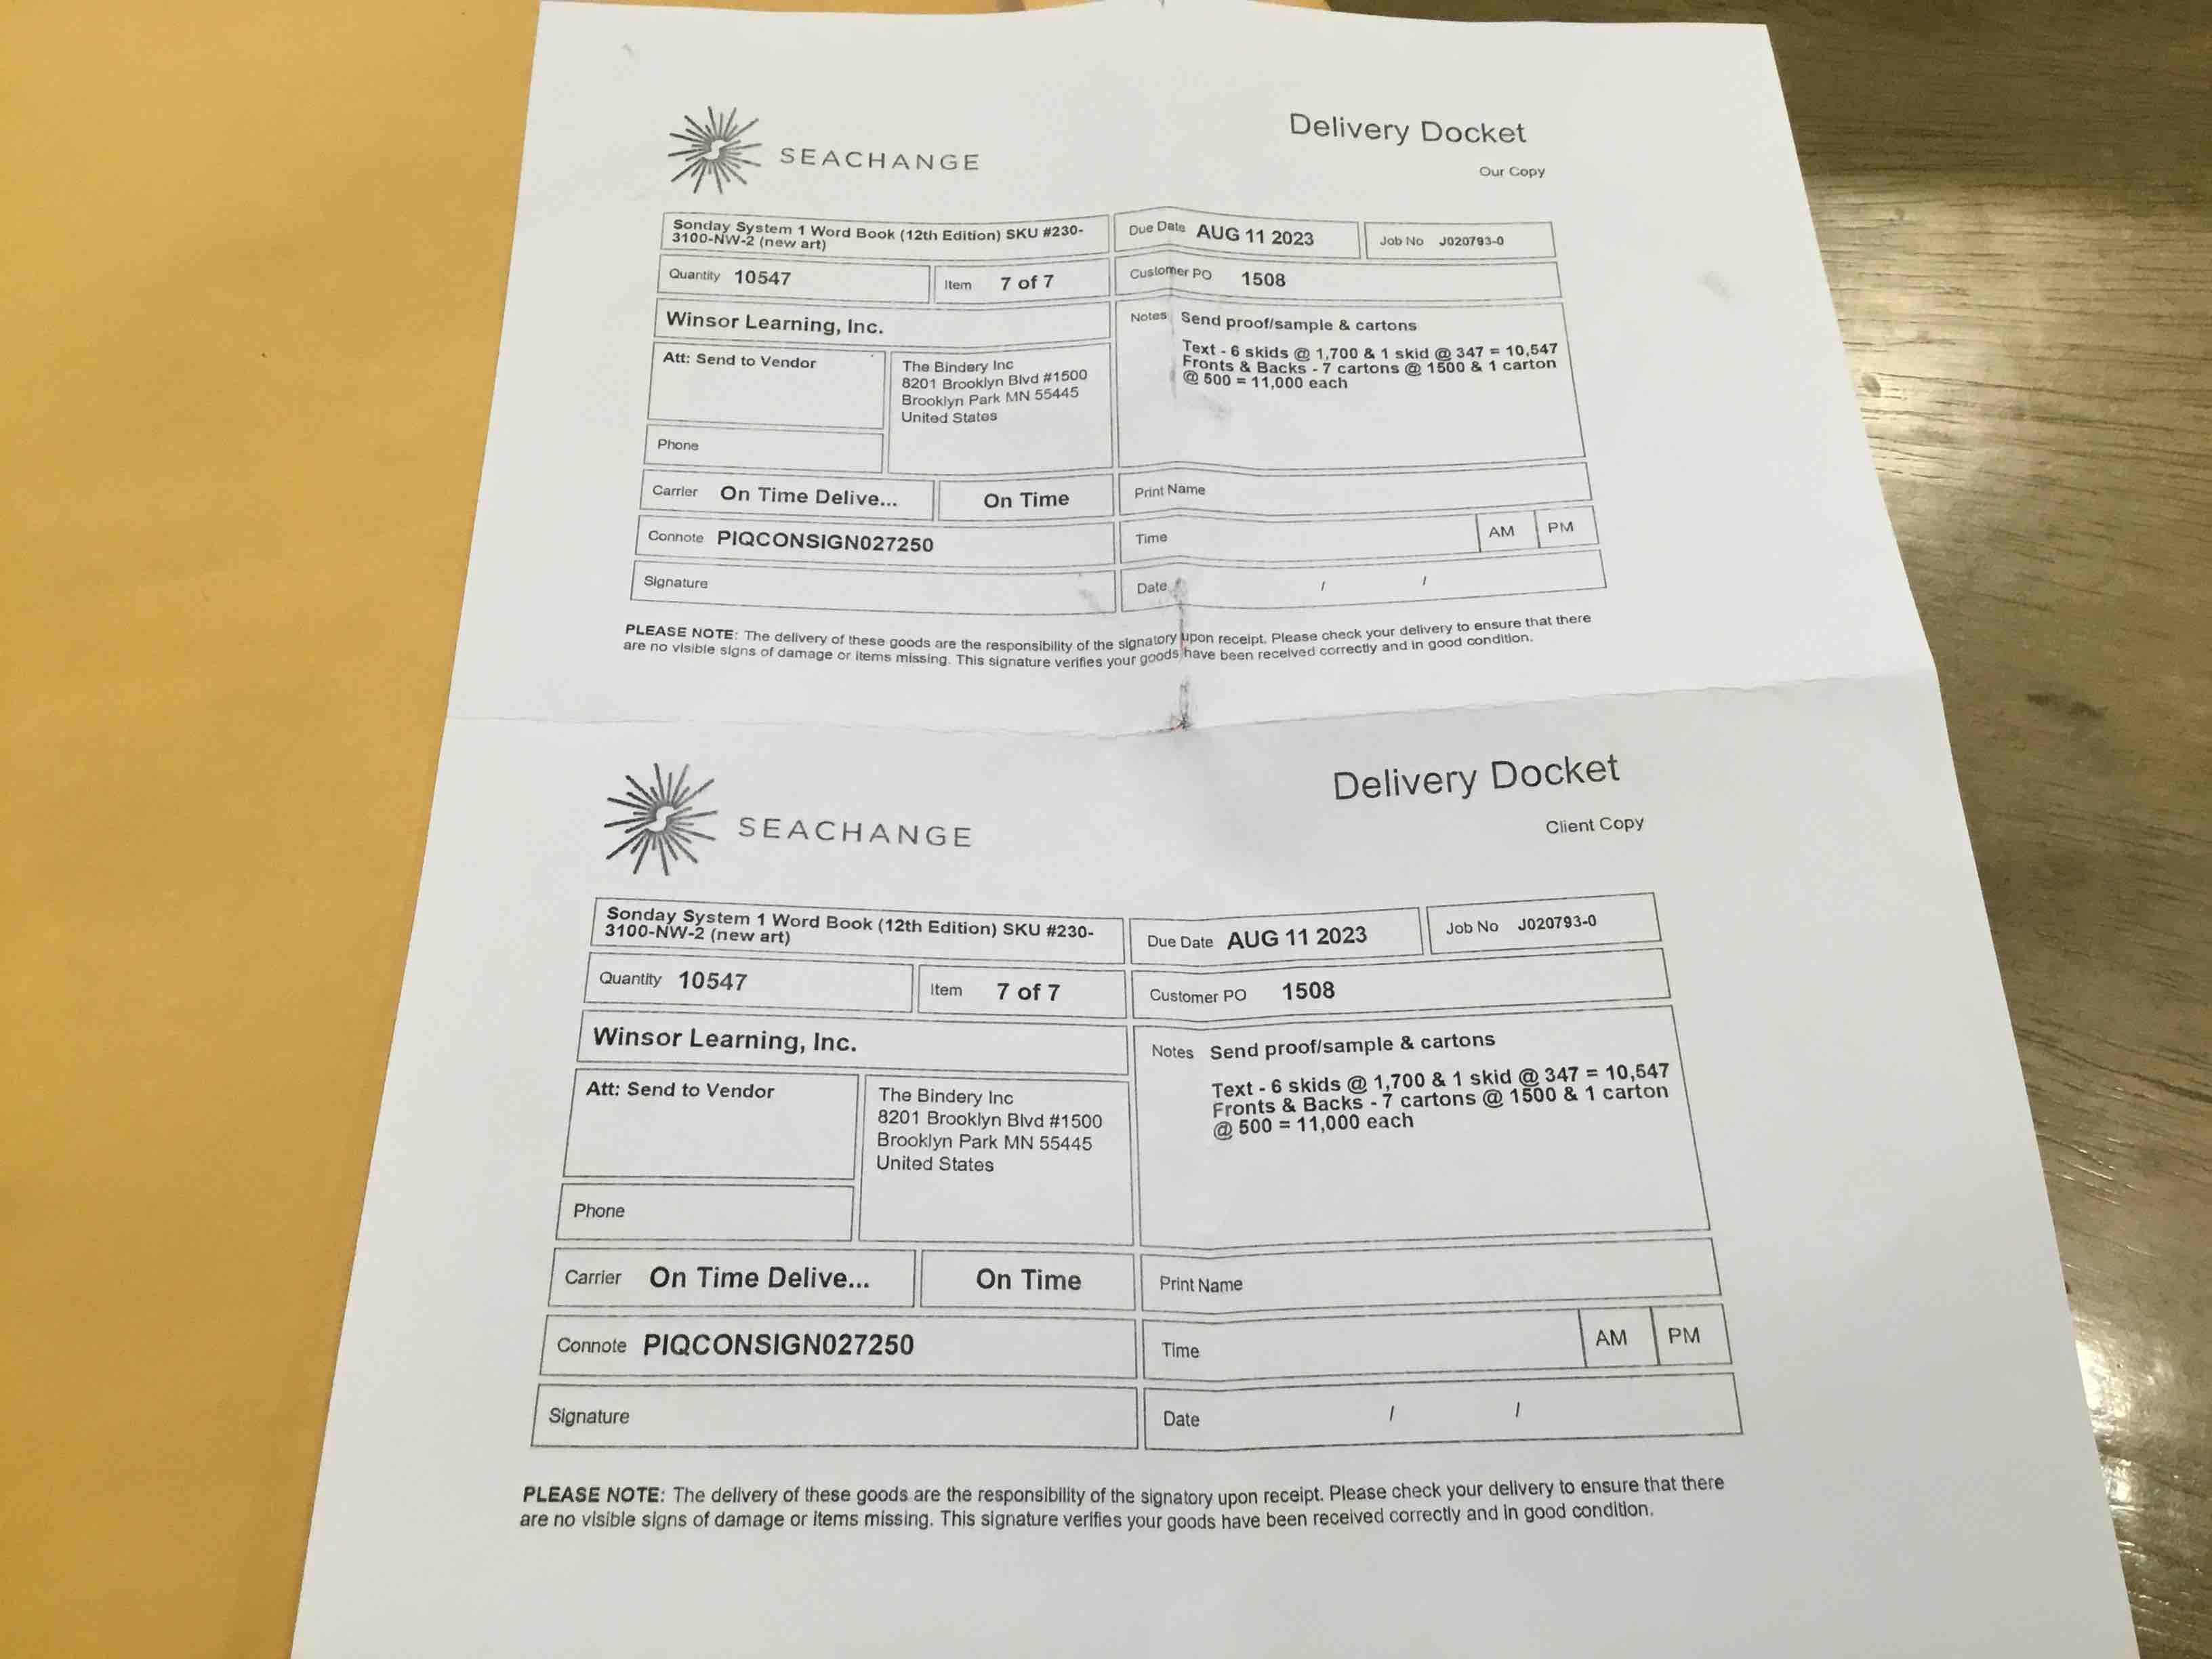 SEACHANGE
Delivery Docket
Our Copy
Sonday System 1 Word Book (12th Edition) SKU #230-
3100-NW-2 (new art)
Due Date AUG 11 2023
Job No J020793-0
Quantity 10547
Item 7 of 7
Customer PO 1508
Winsor Learning, Inc.
Notes Send proof/sample & cartons
Text - 6 skids @ 1,700 & 1 skid @ 347 = 10,547
Fronts & Backs - 7 cartons @ 1500 & 1 carton
@ 500 = 11,000 each
Att: Send to Vendor
The Bindery Inc
8201 Brooklyn Blvd #1500
Brooklyn Park MN 55445
United States
Phone
Carrier On Time Delive...
On Time
Print Name
Connote PIQCONSIGN027250
Time
AM
PM
Signature
Date / /
PLEASE NOTE: The delivery of these goods are the responsibility of the signatory upon receipt. Please check your delivery to ensure that there
are no visible signs of damage or items missing. This signature verifies your goods have been received correctly and in good condition.
SEACHANGE
Delivery Docket
Client Copy
Sonday System 1 Word Book (12th Edition) SKU #230-
3100-NW-2 (new art)
Due Date AUG 11 2023
Job No J020793-0
Quantity 10547
Item 7 of 7
Customer PO 1508
Winsor Learning, Inc.
Notes Send proof/sample & cartons
Text - 6 skids @ 1,700 & 1 skid @ 347 = 10,547
Fronts & Backs - 7 cartons @ 1500 & 1 carton
@ 500 = 11,000 each
Att: Send to Vendor
The Bindery Inc
8201 Brooklyn Blvd #1500
Brooklyn Park MN 55445
United States
Phone
Carrier On Time Delive...
On Time
Print Name
Connote PIQCONSIGN027250
Time
AM
PM
Signature
Date / /
PLEASE NOTE: The delivery of these goods are the responsibility of the signatory upon receipt. Please check your delivery to ensure that there
are no visible signs of damage or items missing. This signature verifies your goods have been received correctly and in good condition.